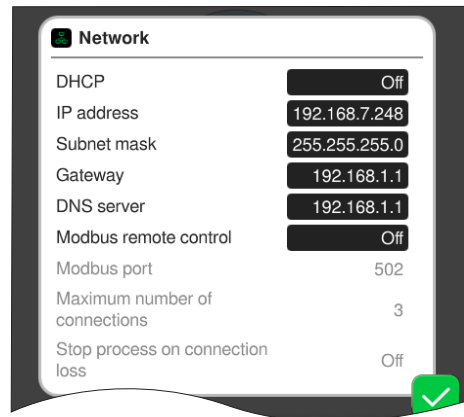 Network
DHCP Off
IP address 192.168.7.248
Subnet mask 255.255.255.0
Gateway 192.168.1.1
DNS server 192.168.1.1
Modbus remote control Off
Modbus port 502
Maximum number of
connections 3
Stop process on connection
loss Off